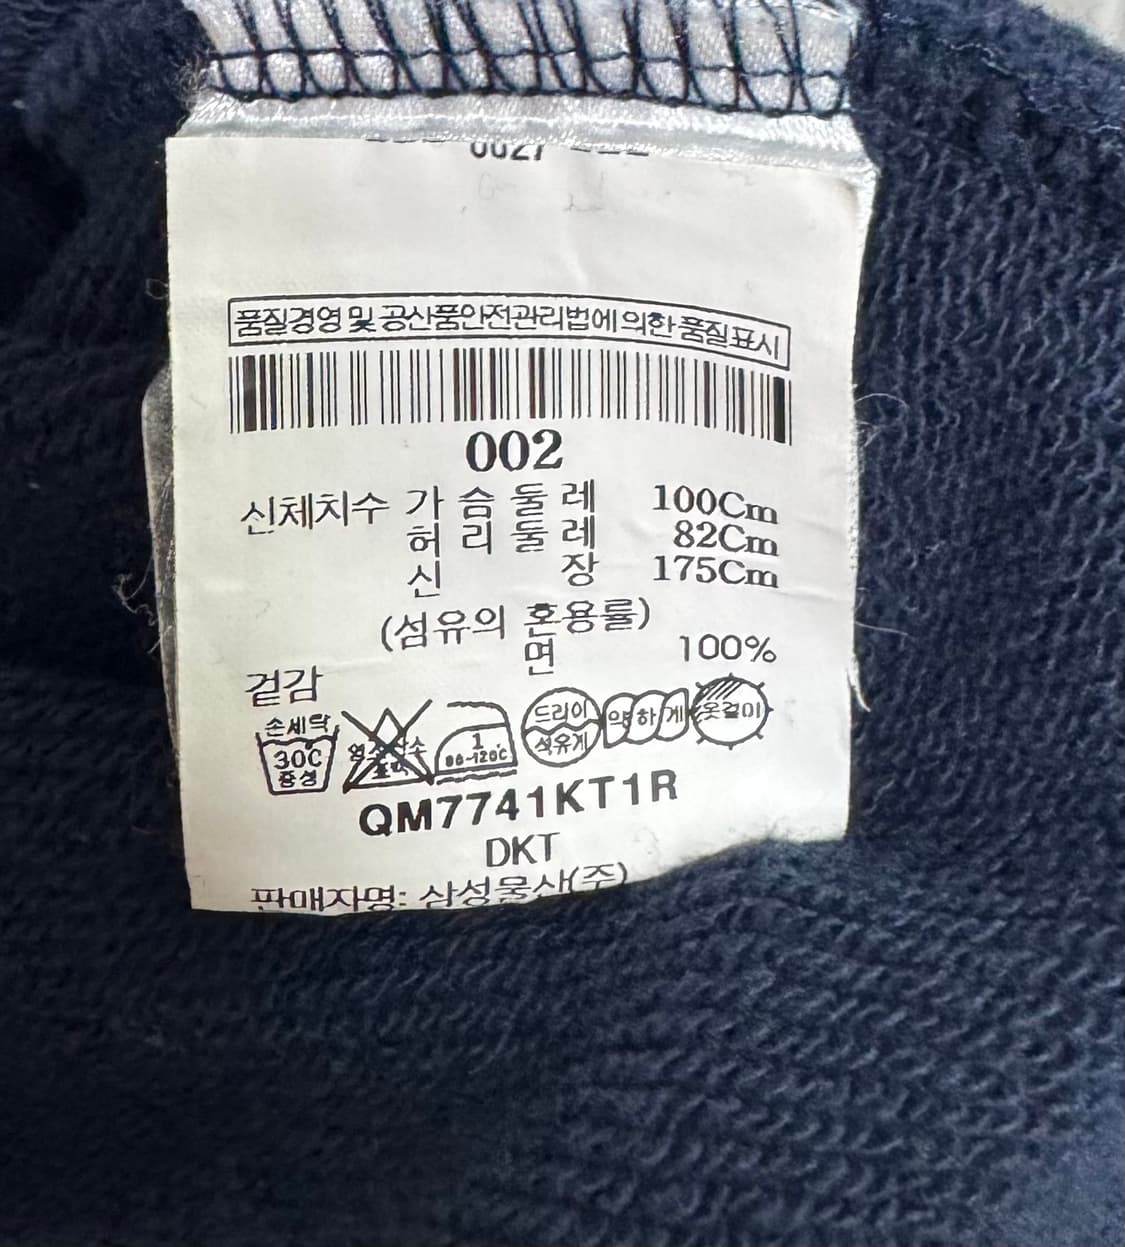 품질경영 및 공산품안전관리법에 의한 품질표시
002
신체치수 가슴둘레 100Cm
허리둘레 82Cm
신장 175Cm
(섬유의 혼용률)
면 100%
겉감
손세탁
30℃
중성
1
80~120℃
드라이
석유계
약하게
옷걸이
QM7741KT1R
DKT
판매자명: 삼성물산(주)